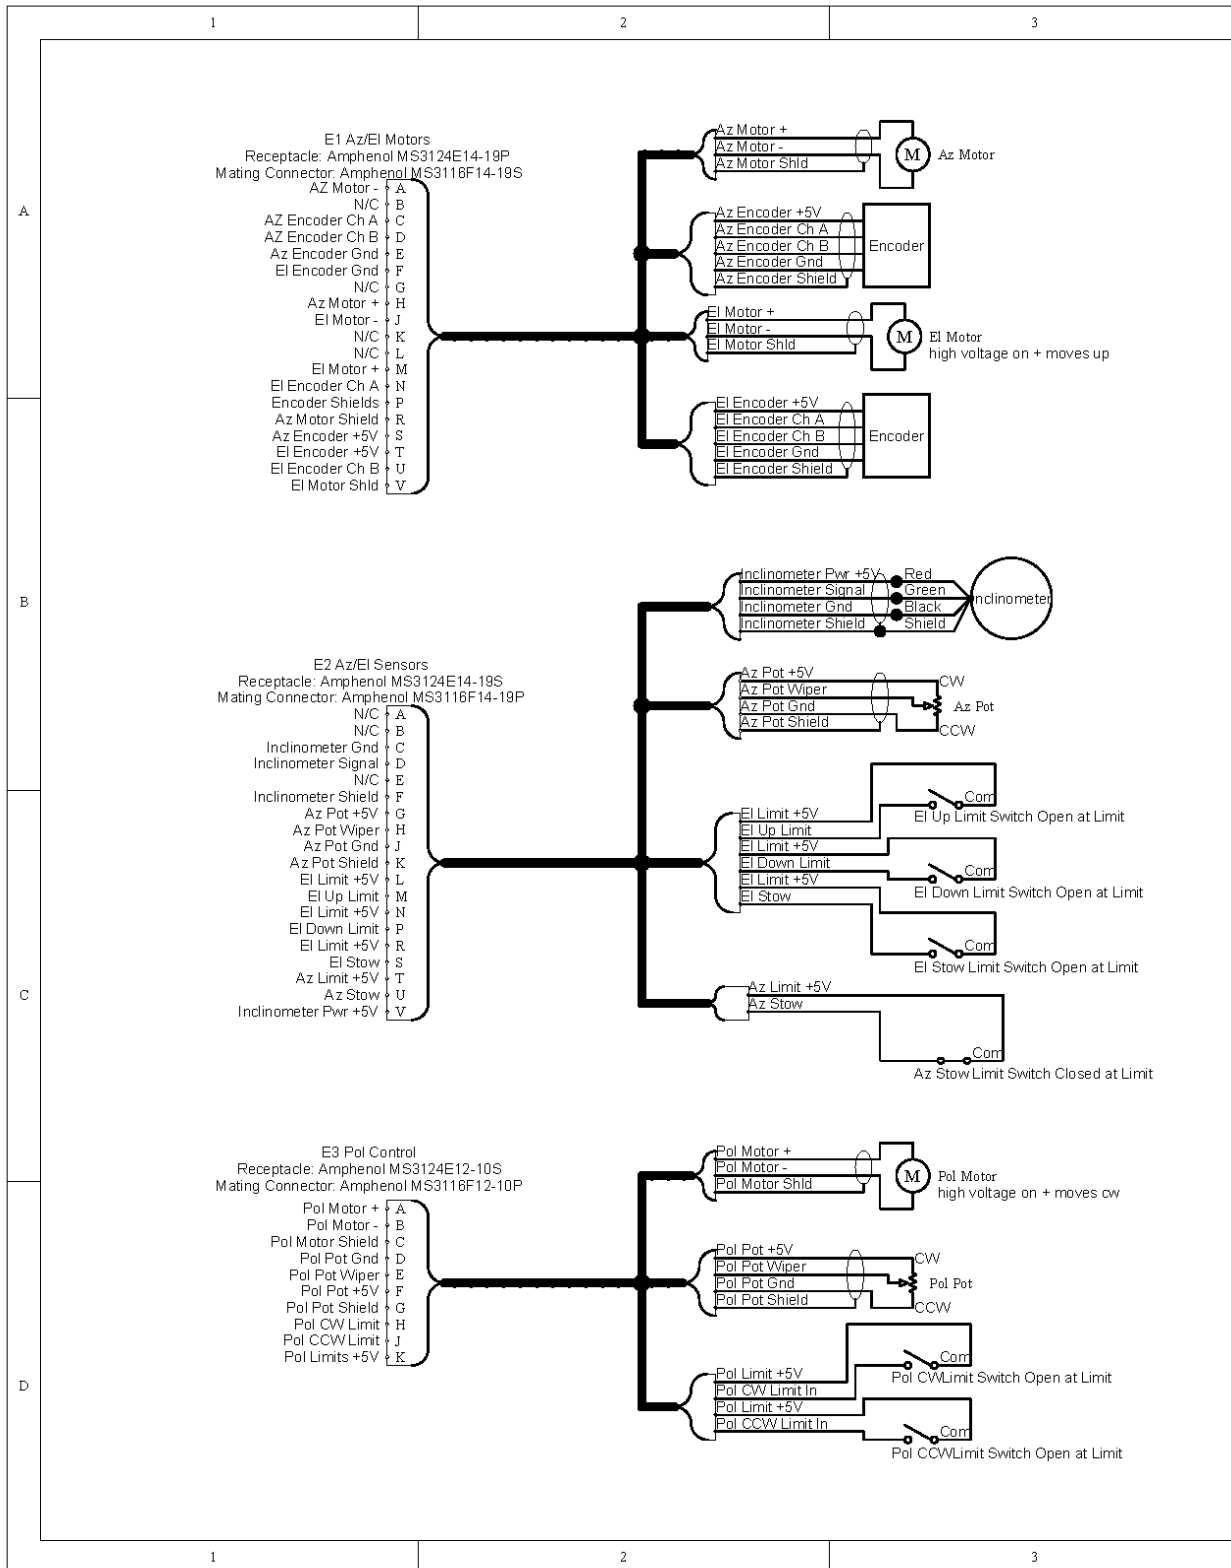 1 2 3
A
B
C
D
E1 Az/El Motors
Receptacle: Amphenol MS3124E14-19P
Mating Connector: Amphenol MS3116F14-19S
AZ Motor - A
N/C B
AZ Encoder Ch A C
AZ Encoder Ch B D
Az Encoder Gnd E
El Encoder Gnd F
N/C G
Az Motor + H
El Motor - J
N/C K
N/C L
El Motor + M
El Encoder Ch A N
Encoder Shields P
Az Motor Shield R
Az Encoder +5V S
El Encoder +5V T
El Encoder Ch B U
El Motor Shld V
Az Motor +
Az Motor -
Az Motor Shld
M Az Motor
Az Encoder +5V
Az Encoder Ch A
Az Encoder Ch B
Az Encoder Gnd
Az Encoder Shield
Encoder
El Motor +
El Motor -
El Motor Shld
M El Motor
high voltage on + moves up
El Encoder +5V
El Encoder Ch A
El Encoder Ch B
El Encoder Gnd
El Encoder Shield
Encoder
E2 Az/El Sensors
Receptacle: Amphenol MS3124E14-19S
Mating Connector: Amphenol MS3116F14-19P
N/C A
N/C B
Inclinometer Gnd C
Inclinometer Signal D
N/C E
Inclinometer Shield F
Az Pot +5V G
Az Pot Wiper H
Az Pot Gnd J
Az Pot Shield K
El Limit +5V L
El Up Limit M
El Limit +5V N
El Down Limit P
El Limit +5V R
El Stow S
Az Limit +5V T
Az Stow U
Inclinometer Pwr +5V V
Inclinometer Pwr +5V Red
Inclinometer Signal Green
Inclinometer Gnd Black
Inclinometer Shield Shield
Inclinometer
Az Pot +5V
Az Pot Wiper
Az Pot Gnd
Az Pot Shield
CW
Az Pot
CCW
El Limit +5V
El Up Limit
El Limit +5V
El Down Limit
El Limit +5V
El Stow
Com
El Up Limit Switch Open at Limit
Com
El Down Limit Switch Open at Limit
Com
El Stow Limit Switch Open at Limit
Az Limit +5V
Az Stow
Com
Az Stow Limit Switch Closed at Limit
E3 Pol Control
Receptacle: Amphenol MS3124E12-10S
Mating Connector: Amphenol MS3116F12-10P
Pol Motor + A
Pol Motor - B
Pol Motor Shield C
Pol Pot Gnd D
Pol Pot Wiper E
Pol Pot +5V F
Pol Pot Shield G
Pol CW Limit H
Pol CCW Limit J
Pol Limits +5V K
Pol Motor +
Pol Motor -
Pol Motor Shld
M Pol Motor
high voltage on + moves cw
Pol Pot +5V
Pol Pot Wiper
Pol Pot Gnd
Pol Pot Shield
CW
Pol Pot
CCW
Pol Limit +5V
Pol CW Limit In
Pol Limit +5V
Pol CCW Limit In
Com
Pol CWLimit Switch Open at Limit
Com
Pol CCWLimit Switch Open at Limit
1 2 3